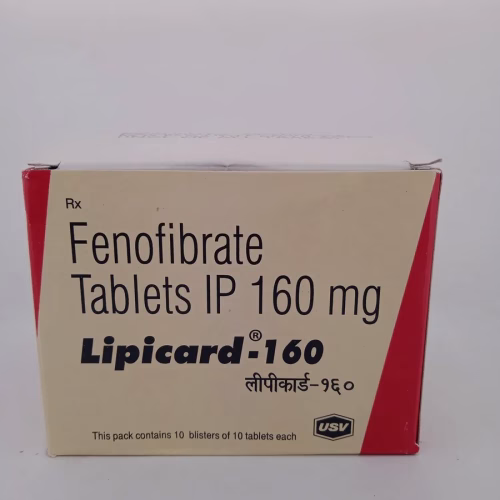 Rx
Fenofibrate
Tablets IP 160 mg
Lipicard®-160
लीपीकार्ड-१६०
This pack contains 10 blisters of 10 tablets each
USV